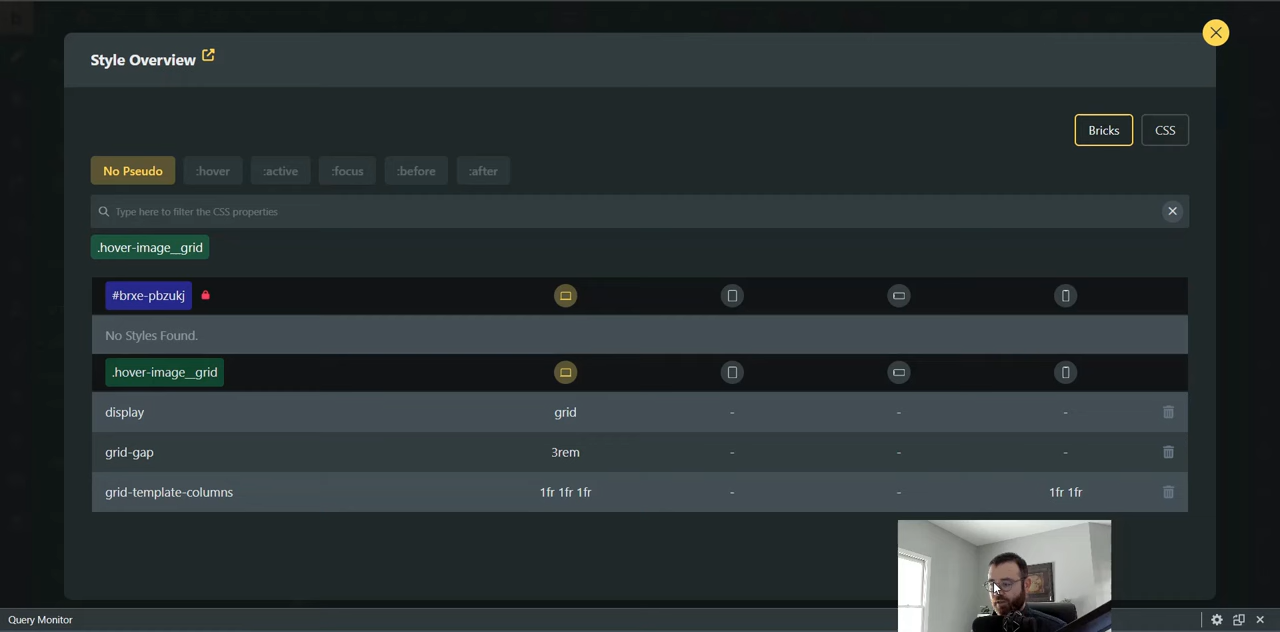 Style Overview
Bricks CSS
No Pseudo :hover :active :focus :before :after
Type here to filter the CSS properties
.hover-image__grid
#brxe-pbzukj
No Styles Found.
.hover-image__grid
display grid - - -
grid-gap 3rem - - -
grid-template-columns 1fr 1fr 1fr - - 1fr 1fr
Query Monitor